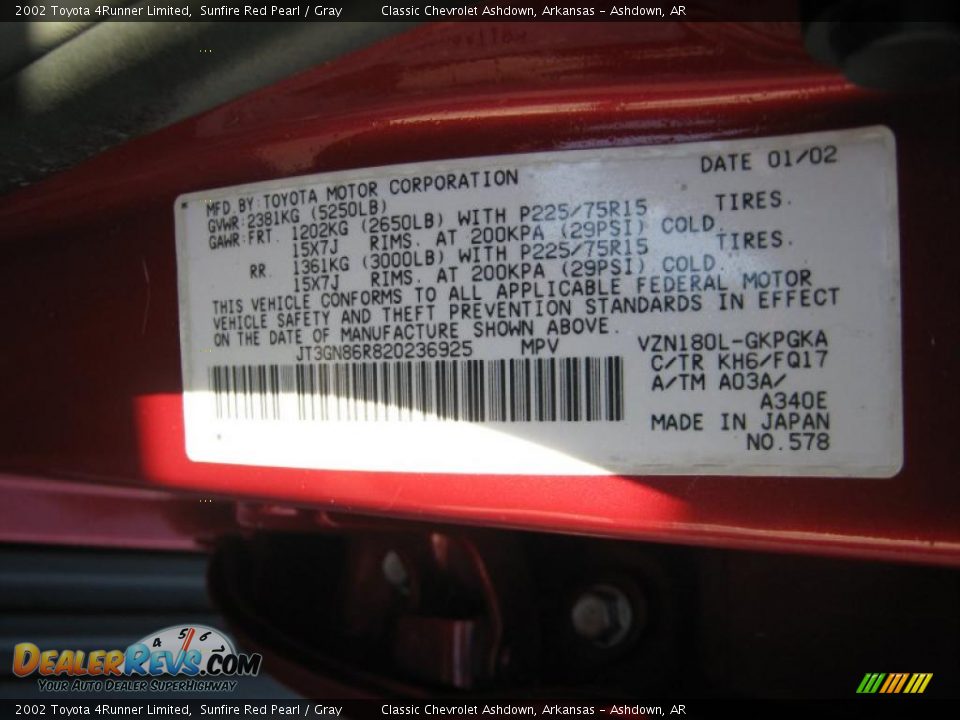 2002 Toyota 4Runner Limited, Sunfire Red Pearl / Gray Classic Chevrolet Ashdown, Arkansas - Ashdown, AR
DATE 01/02
MFD.BY:TOYOTA MOTOR CORPORATION
GVWR:2381KG (5250LB)
GAWR:FRT. 1202KG (2650LB) WITH P225/75R15 TIRES.
15X7J RIMS. AT 200KPA (29PSI) COLD.
RR. 1361KG (3000LB) WITH P225/75R15 TIRES.
15X7J RIMS. AT 200KPA (29PSI) COLD.
THIS VEHICLE CONFORMS TO ALL APPLICABLE FEDERAL MOTOR
VEHICLE SAFETY AND THEFT PREVENTION STANDARDS IN EFFECT
ON THE DATE OF MANUFACTURE SHOWN ABOVE.
JT3GN86R820236925 MPV VZN180L-GKPGKA
C/TR KH6/FQ17
A/TM A03A/
A340E
MADE IN JAPAN
NO.578
4 5 6
DealerRevs.com
Your Auto Dealer SuperHighway
2002 Toyota 4Runner Limited, Sunfire Red Pearl / Gray Classic Chevrolet Ashdown, Arkansas - Ashdown, AR